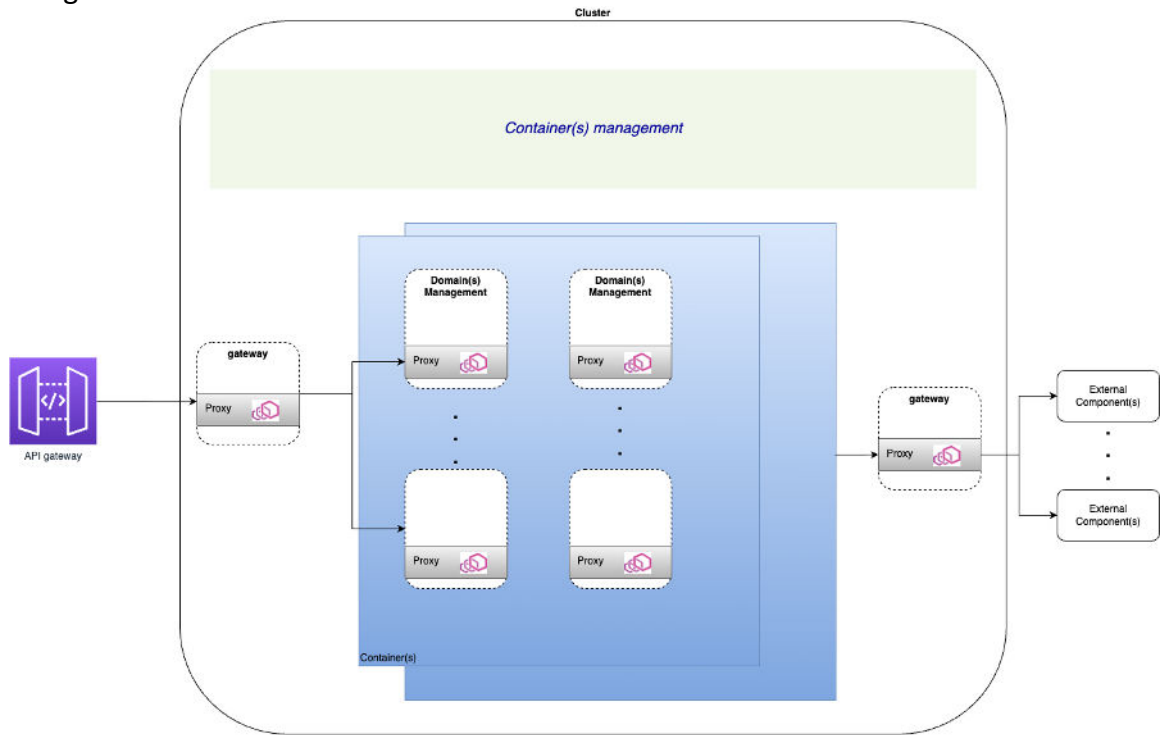 Cluster
Container(s) management
Domain(s)
Management
Proxy
Domain(s)
Management
Proxy
gateway
Proxy
API gateway
Proxy
Proxy
Container(s)
gateway
Proxy
External
Component(s)
External
Component(s)